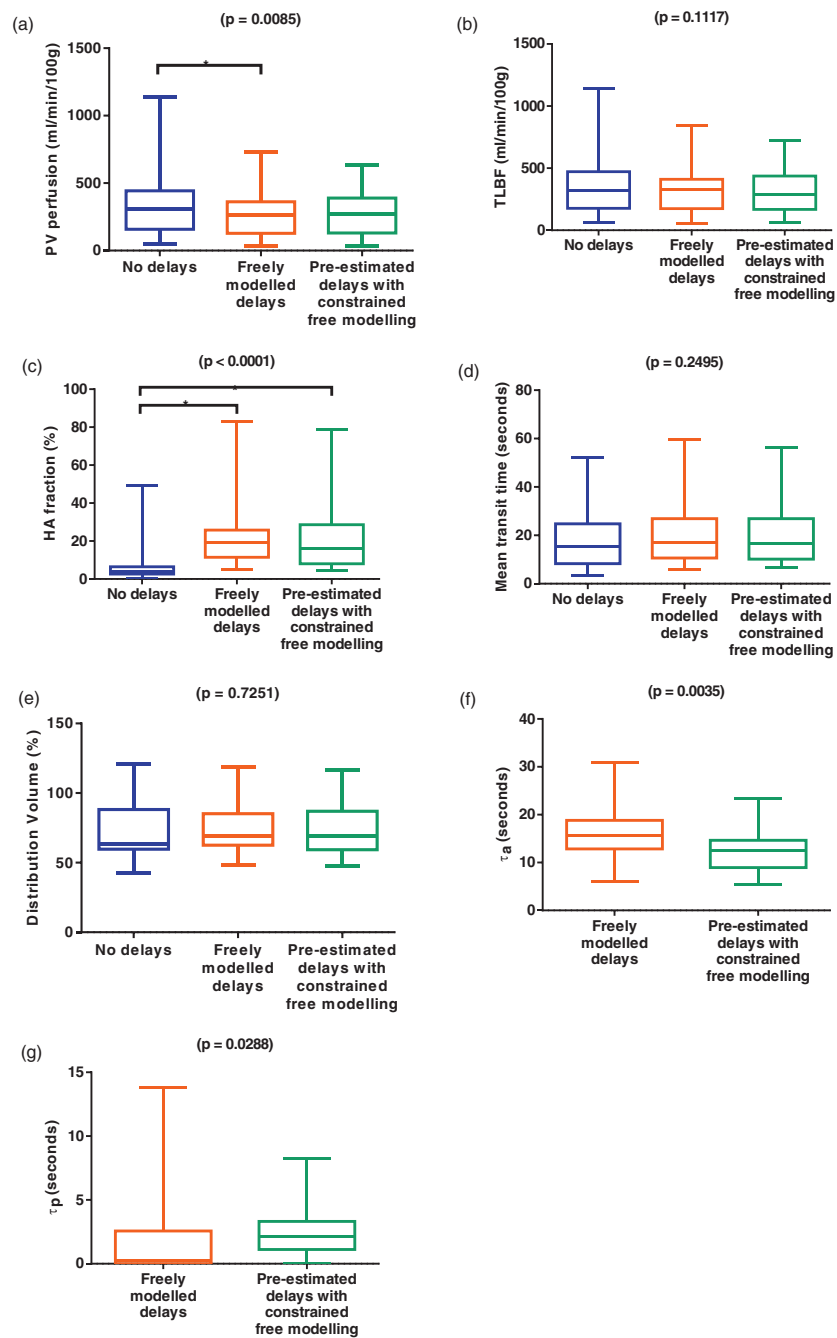 (a)
(p = 0.0085)
PV perfusion (ml/min/100g)
1500
1000
500
0
*
No delays
Freely
modelled
delays
Pre-estimated
delays with
constrained
free modelling
(b)
(p = 0.1117)
TLBF (ml/min/100g)
1500
1000
500
0
No delays
Freely
modelled
delays
Pre-estimated
delays with
constrained
free modelling
(c)
(p < 0.0001)
HA fraction (%)
100
80
60
40
20
0
*
*
No delays
Freely
modelled
delays
Pre-estimated
delays with
constrained
free modelling
(d)
(p = 0.2495)
Mean transit time (seconds)
80
60
40
20
0
No delays
Freely
modelled
delays
Pre-estimated
delays with
constrained
free modelling
(e)
(p = 0.7251)
Distribution Volume (%)
150
100
50
0
No delays
Freely
modelled
delays
Pre-estimated
delays with
constrained
free modelling
(f)
(p = 0.0035)
τa (seconds)
40
30
20
10
0
Freely
modelled
delays
Pre-estimated
delays with
constrained
free modelling
(g)
(p = 0.0288)
τp (seconds)
15
10
5
0
Freely
modelled
delays
Pre-estimated
delays with
constrained
free modelling